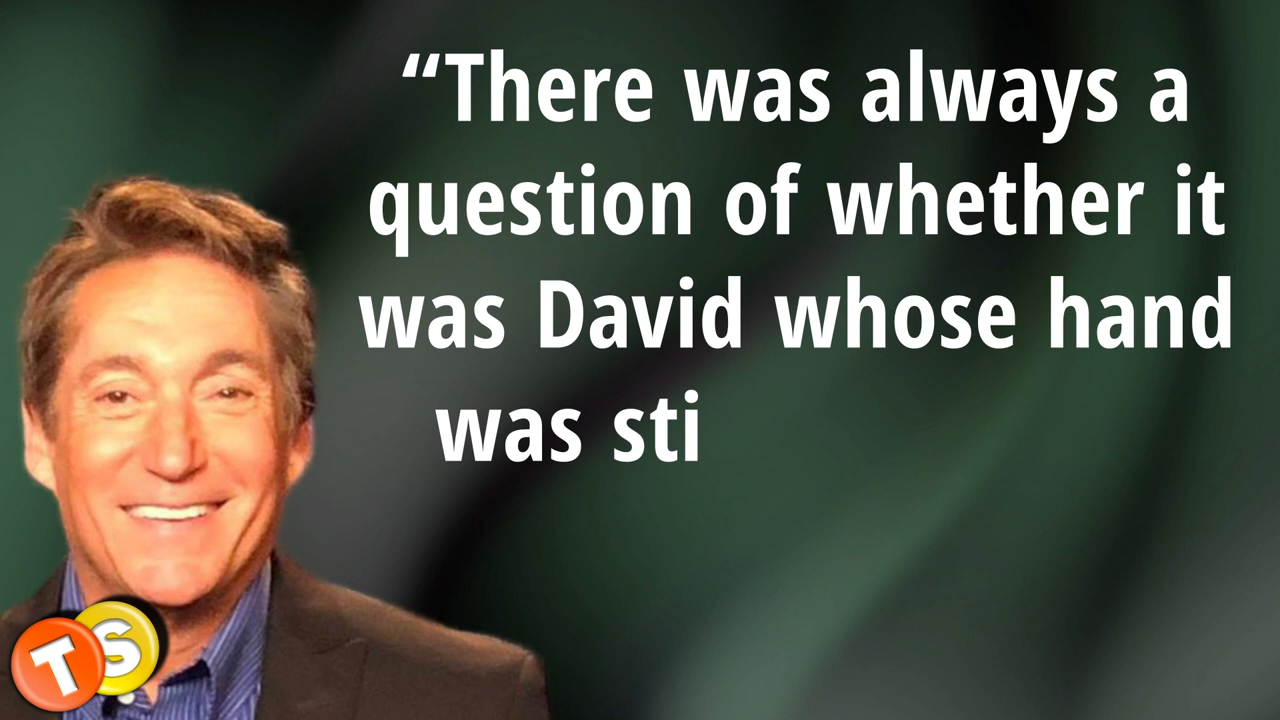 “There was always a
question of whether it
was David whose hand
was sti
TS